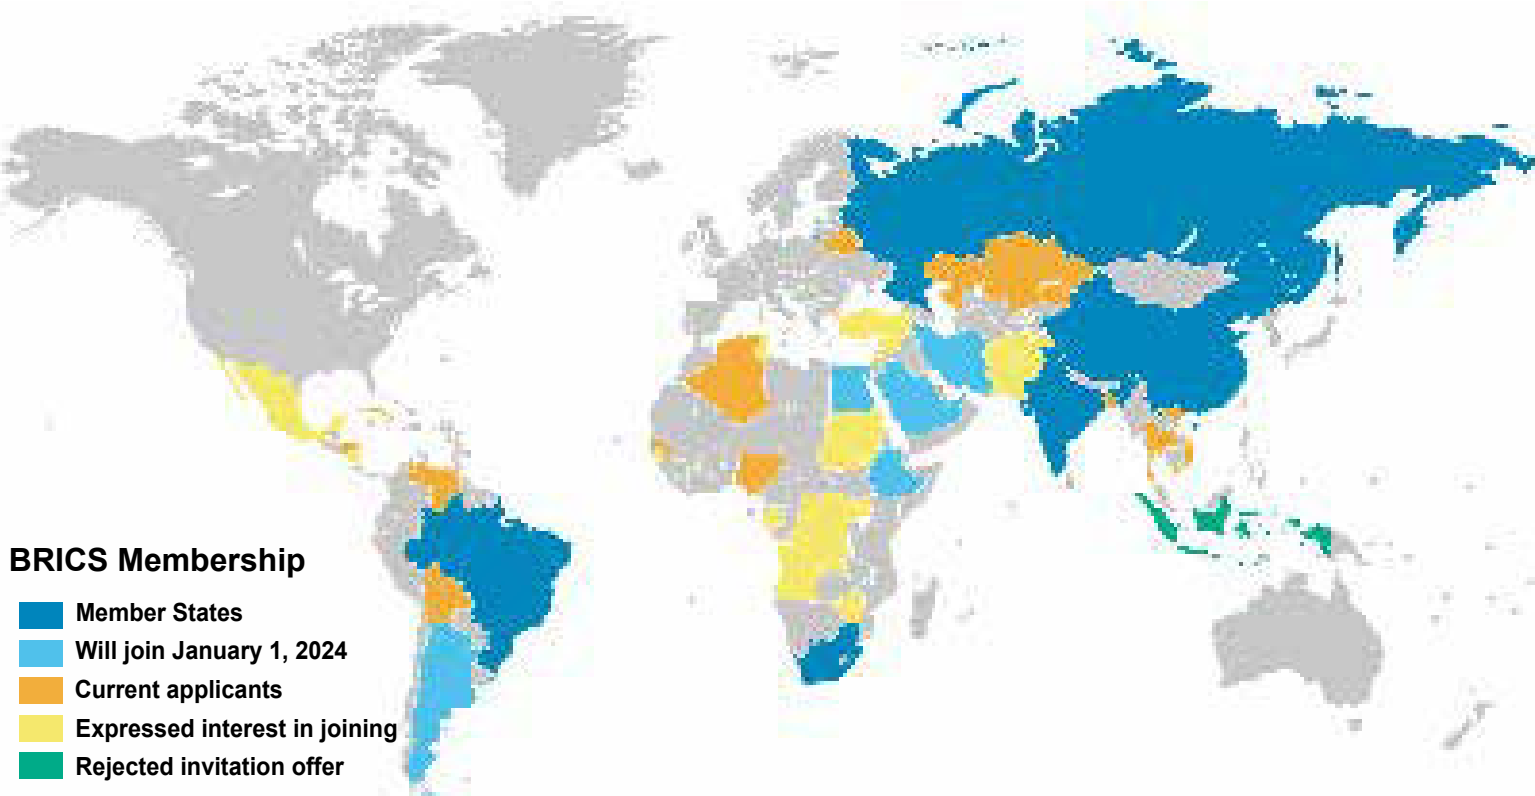 BRICS Membership
Member States
Will join January 1, 2024
Current applicants
Expressed interest in joining
Rejected invitation offer